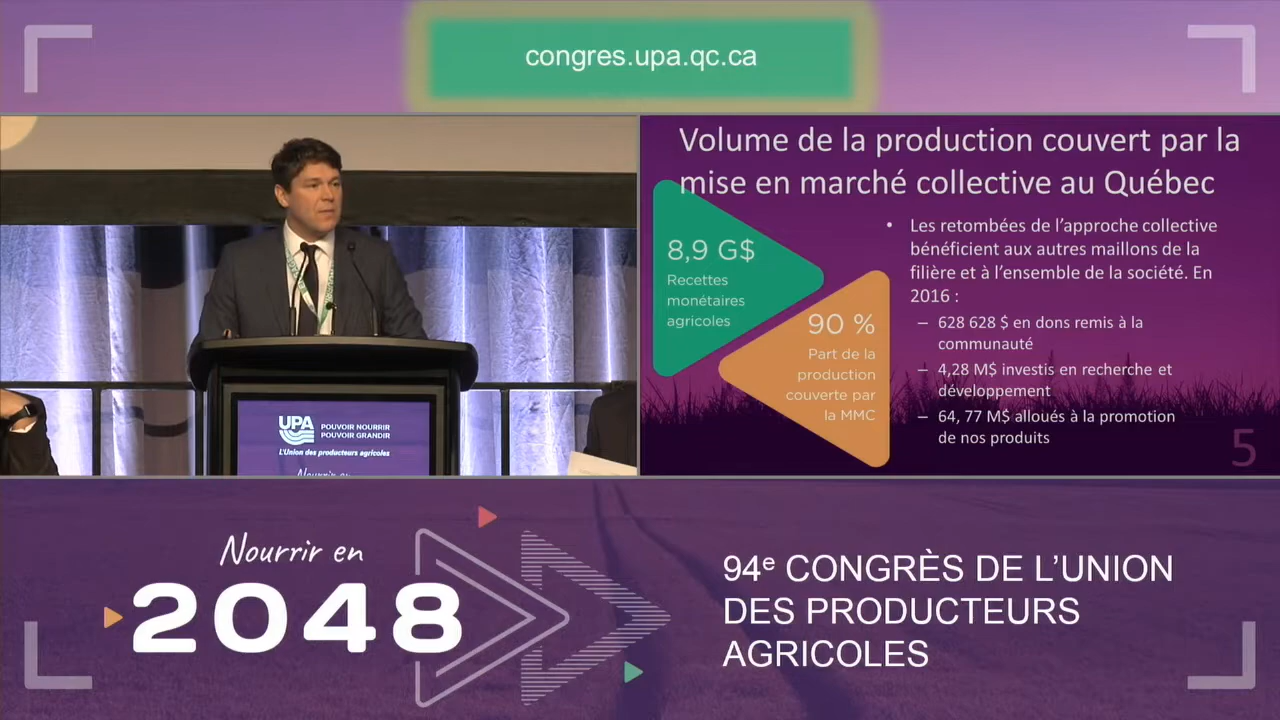 congres.upa.qc.ca
Volume de la production couvert par la
mise en marché collective au Québec
8,9 G$
Recettes
monétaires
agricoles
90 %
Part de la
production
couverte par
la MMC
• Les retombées de l’approche collective
bénéficient aux autres maillons de la
filière et à l’ensemble de la société. En
2016 :
– 628 628 $ en dons remis à la
communauté
– 4,28 M$ investis en recherche et
développement
– 64, 77 M$ alloués à la promotion
de nos produits
5
UPA
POUVOIR NOURRIR
POUVOIR GRANDIR
L'Union des producteurs agricoles
Nourrir en
Nourrir en
2048
94e CONGRÈS DE L’UNION
DES PRODUCTEURS
AGRICOLES